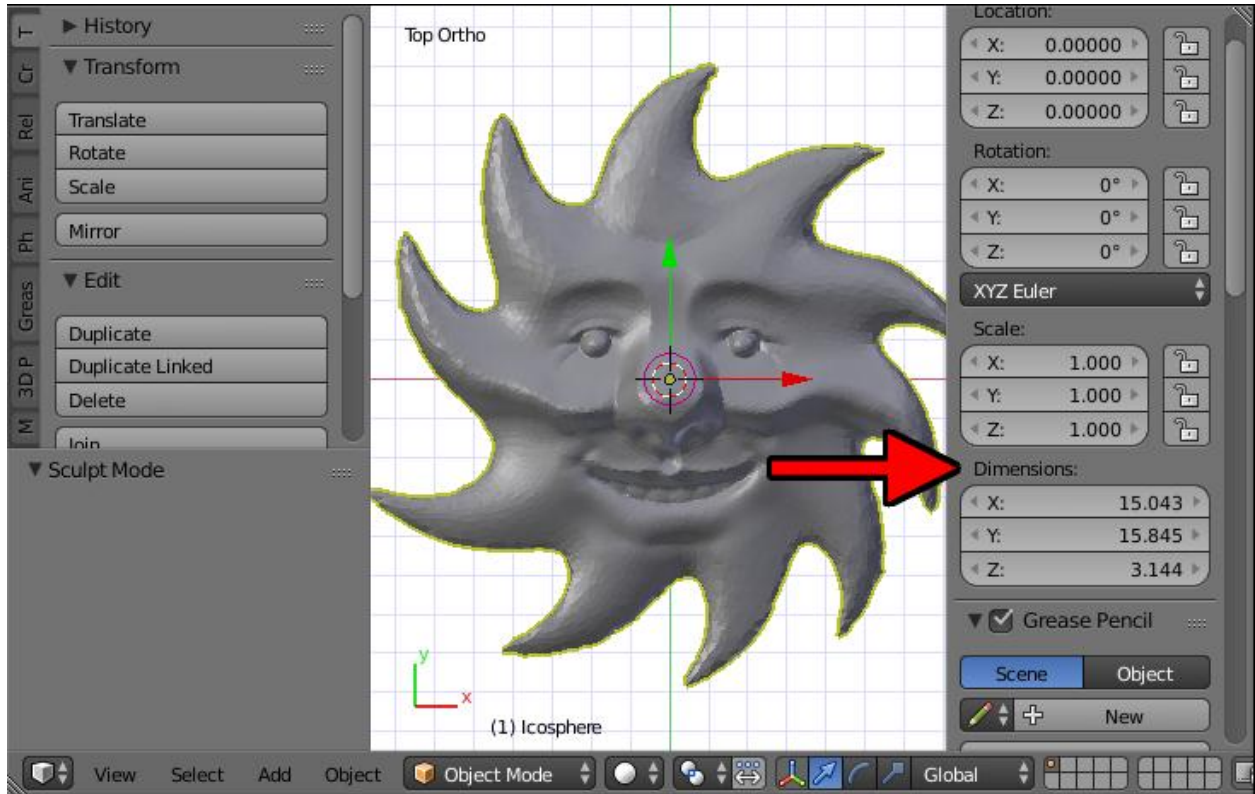 T
Cr
Rel
Ani
Ph
Greas
3D P
M
History
Transform
Translate
Rotate
Scale
Mirror
Edit
Duplicate
Duplicate Linked
Delete
Join
Sculpt Mode
Top Ortho
y
x
(1) Icosphere
Location:
X: 0.00000
Y: 0.00000
Z: 0.00000
Rotation:
X: 0°
Y: 0°
Z: 0°
XYZ Euler
Scale:
X: 1.000
Y: 1.000
Z: 1.000
Dimensions:
X: 15.043
Y: 15.845
Z: 3.144
Grease Pencil
Scene Object
New
View Select Add Object Object Mode Global